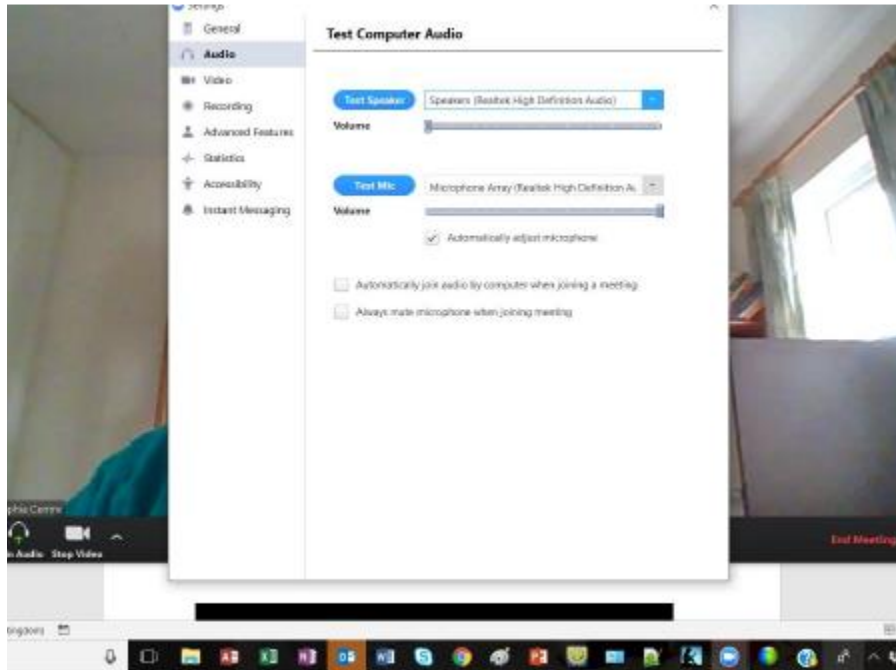 Settings
General
Test Computer Audio
Audio
Video
Recording
Advanced Features
Statistics
Accessibility
Instant Messaging
Test Speaker
Speakers (Realtek High Definition Audio)
Volume
Test Mic
Microphone Array (Realtek High Definition Au
Volume
Automatically adjust microphone
Automatically join audio by computer when joining a meeting
Always mute microphone when joining meeting
n Audio
Stop Video
End Meeting